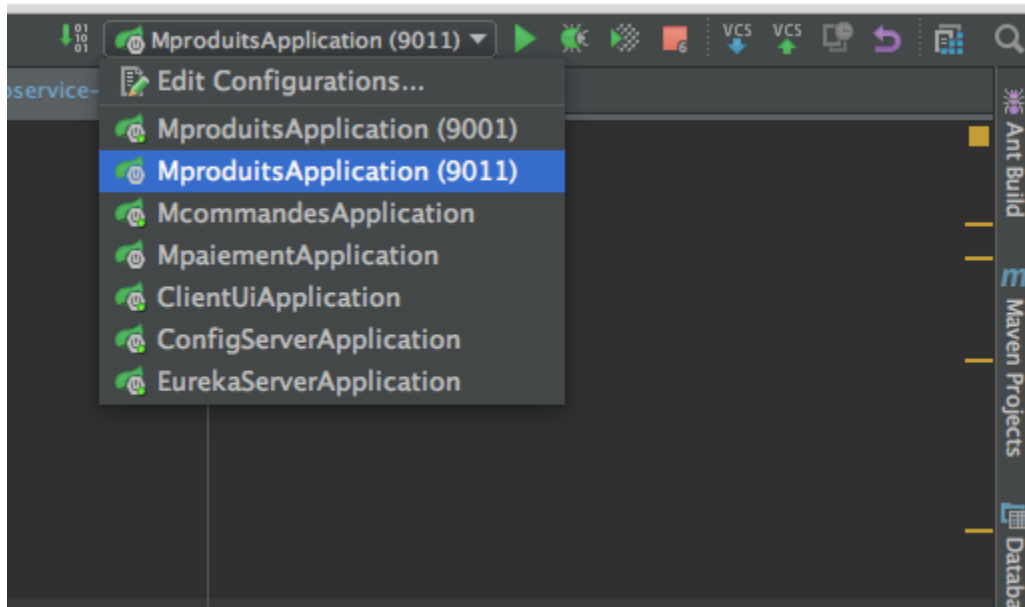 MproduitsApplication (9011)
VCS
VCS
6
oservice-
Edit Configurations...
MproduitsApplication (9001)
MproduitsApplication (9011)
McommandesApplication
MpaiementApplication
ClientUiApplication
ConfigServerApplication
EurekaServerApplication
Ant Build
m
Maven Projects
Databa